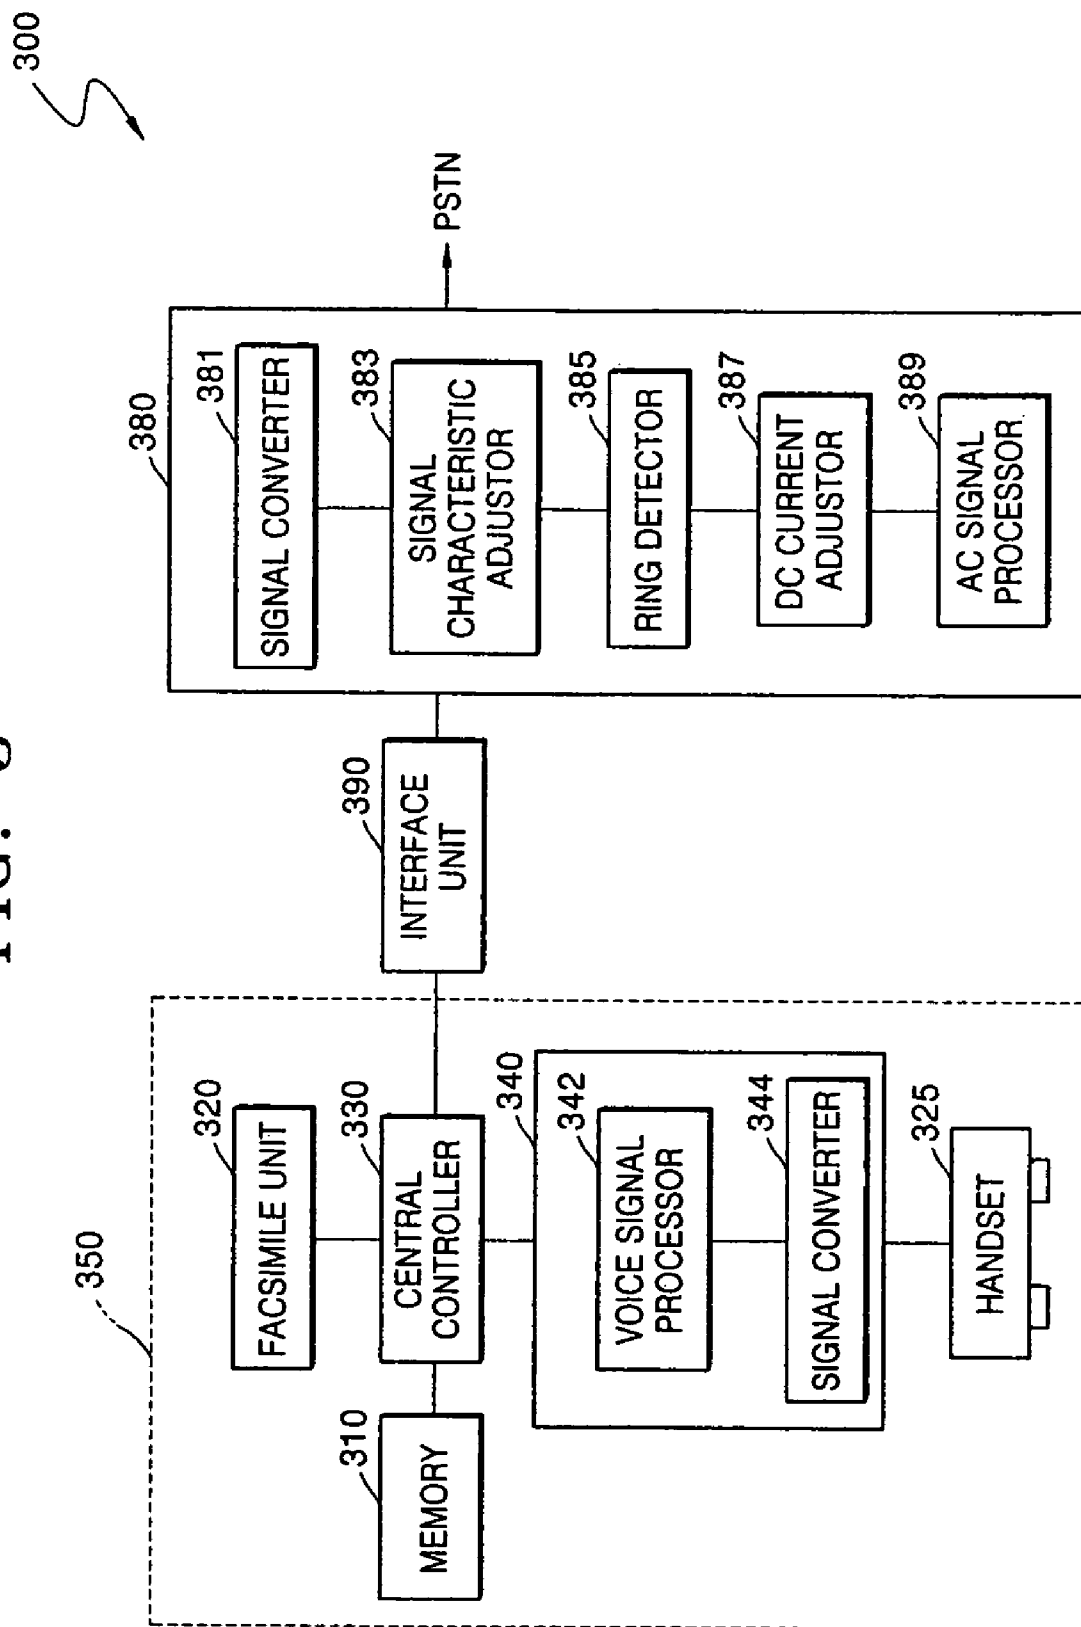 FIG.
300
350
380
320
381
FACSIMILE UNIT
SIGNAL CONVERTER
310
330
390
383
MEMORY
CENTRAL
CONTROLLER
INTERFACE
UNIT
SIGNAL
CHARACTERISTIC
ADJUSTOR
PSTN
340
342
385
VOICE SIGNAL
PROCESSOR
RING DETECTOR
344
387
SIGNAL CONVERTER
DC CURRENT
ADJUSTOR
325
389
HANDSET
AC SIGNAL
PROCESSOR